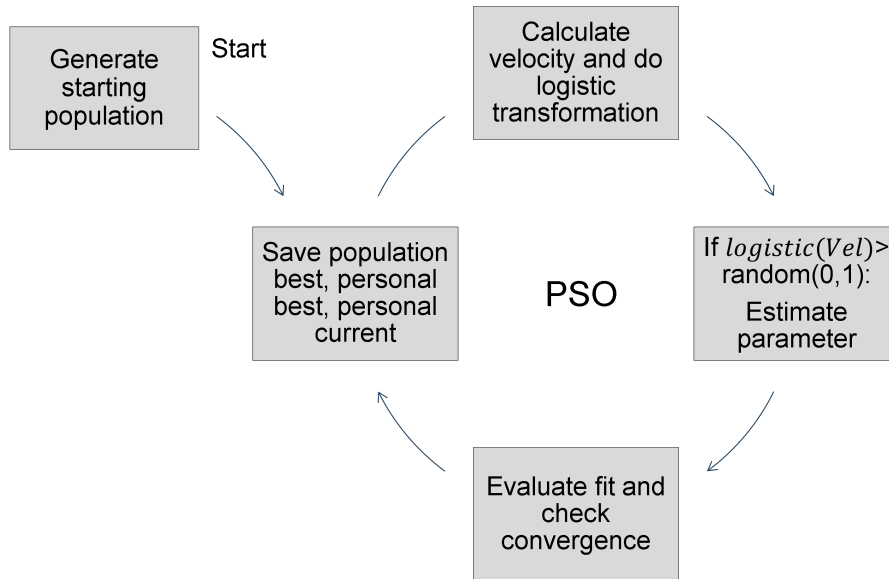 Generate
starting
population
Start
Calculate
velocity and do
logistic
transformation
Save population
best, personal
best, personal
current
PSO
If logistic(Vel)>
random(0,1):
Estimate
parameter
Evaluate fit and
check
convergence